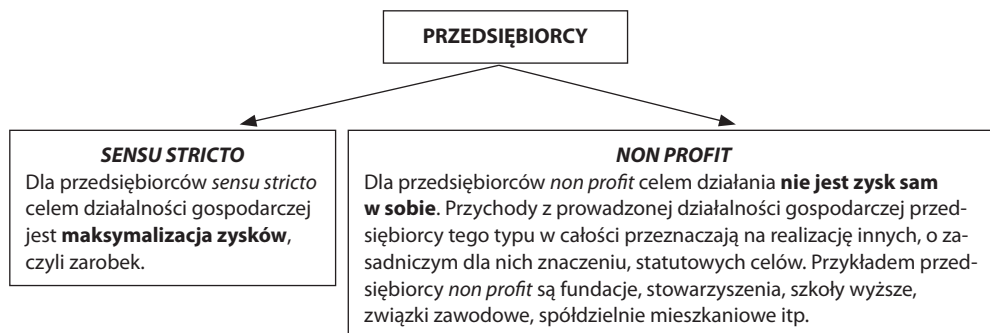 PRZEDSIĘBIORCY
SENSU STRICTO
Dla przedsiębiorców sensu stricto
celem działalności gospodarczej
jest maksymalizacja zysków,
czyli zarobek.
NON PROFIT
Dla przedsiębiorców non profit celem działania nie jest zysk sam
w sobie. Przychody z prowadzonej działalności gospodarczej przed-
siębiorcy tego typu w całości przeznaczają na realizację innych, o za-
sadniczym dla nich znaczeniu, statutowych celów. Przykładem przed-
siębiorcy non profit są fundacje, stowarzyszenia, szkoły wyższe,
związki zawodowe, spółdzielnie mieszkaniowe itp.